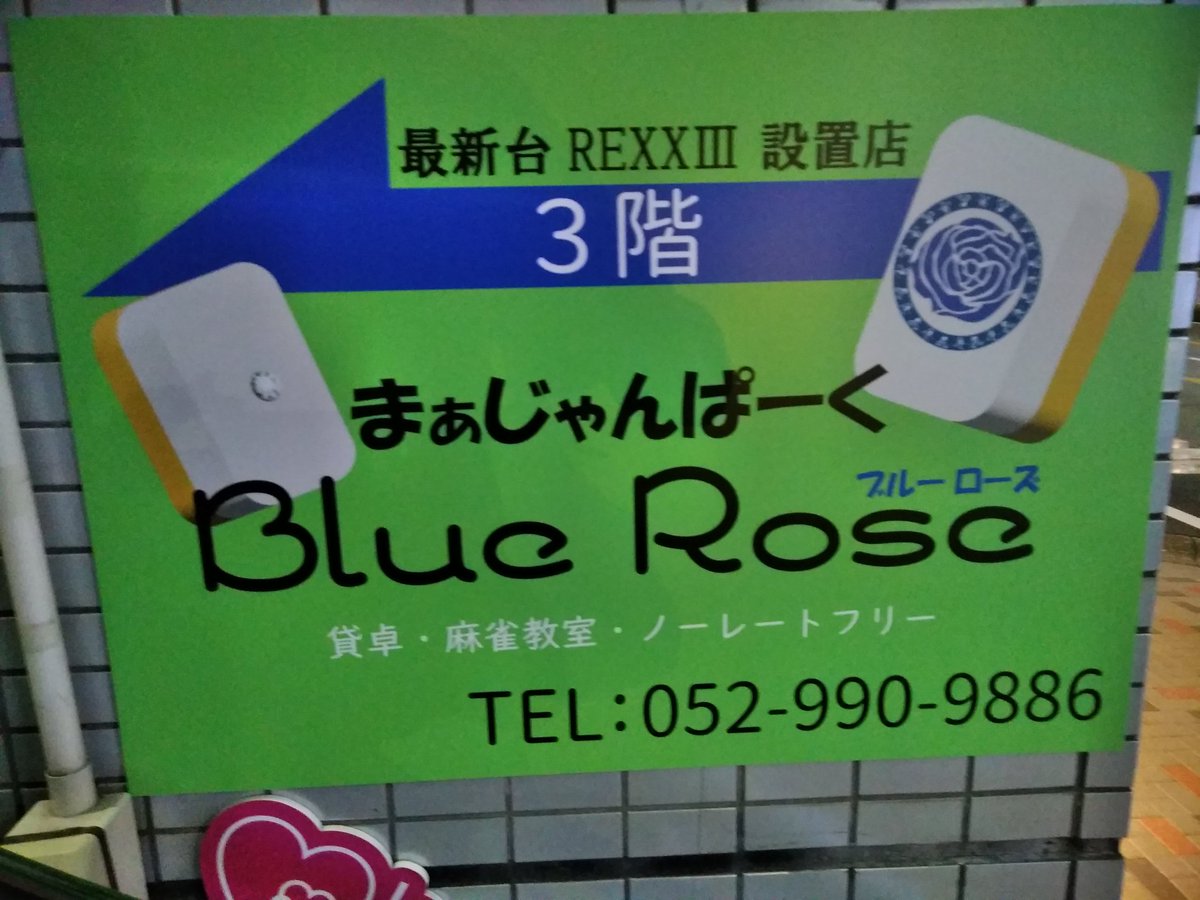 最新台 REXXⅢ 設置店
3階
まぁじゃんぱーく
ブルーローズ
Blue Rose
貸卓・麻雀教室・ノーレートフリー
TEL:052-990-9886